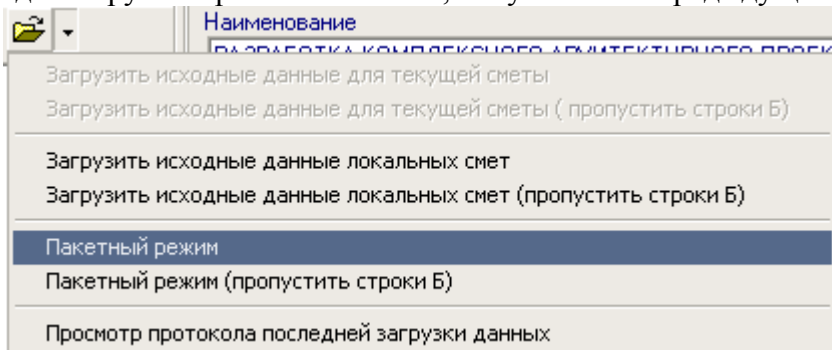 Наименование
Загрузить исходные данные для текущей сметы
Загрузить исходные данные для текущей сметы ( пропустить строки Б)
Загрузить исходные данные локальных смет
Загрузить исходные данные локальных смет (пропустить строки Б)
Пакетный режим
Пакетный режим (пропустить строки Б)
Просмотр протокола последней загрузки данных